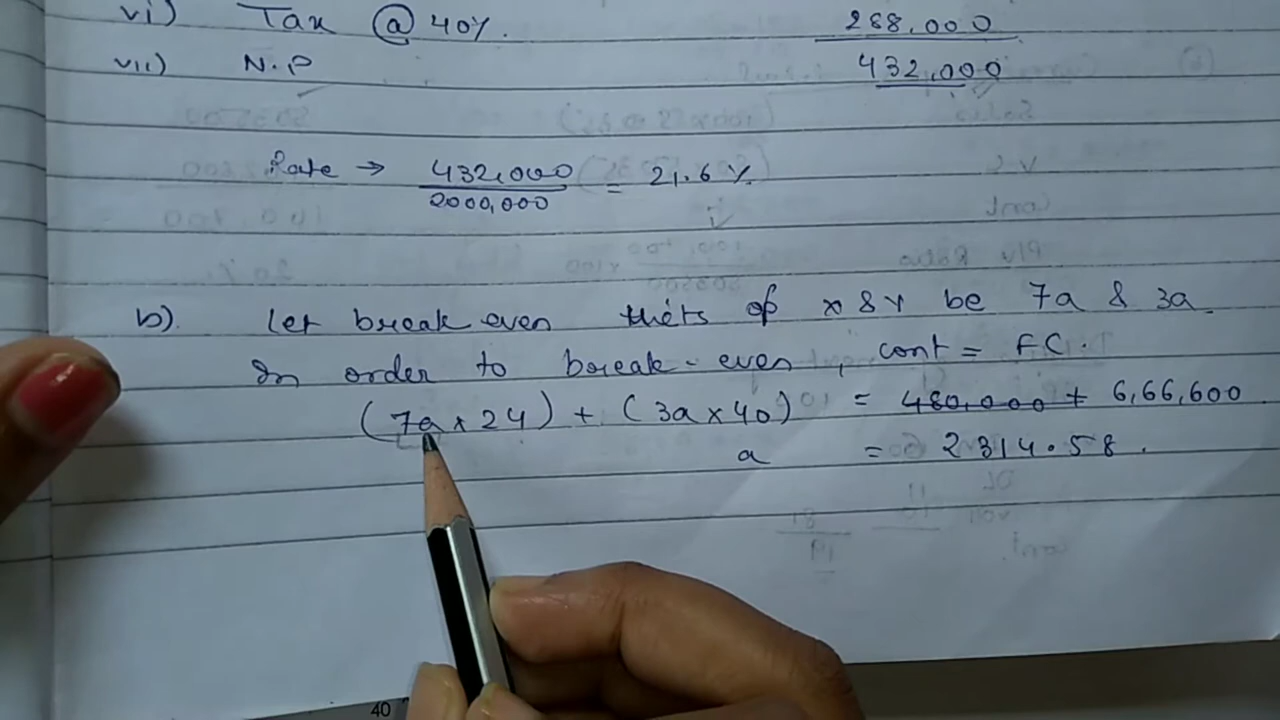 vi) Tax @ 40%. 288,000
vii) N.P 432,000
Rate → 432,000 / 2000,000 = 21.6%
b). Let break even of x & Y be 7a & 3a.
In order to break-even, cont = FC.
(7a x 24) + (3a x 40) = 480,000 + 6,66,600
a = 2314.58.
40